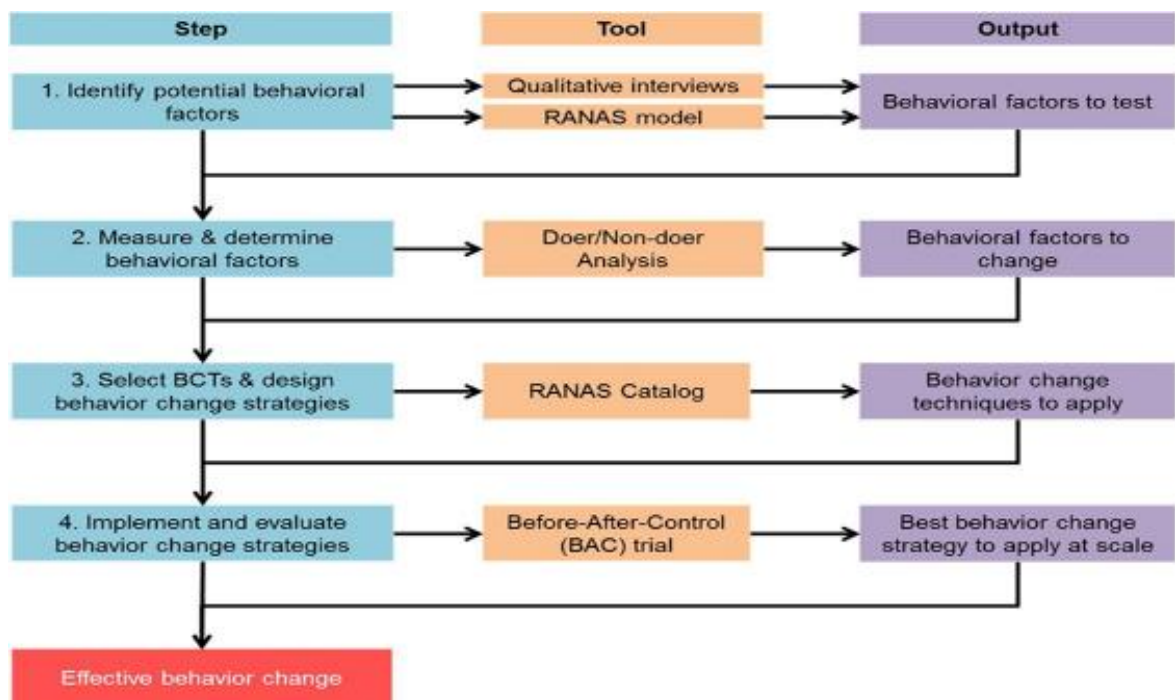 Step
Tool
Output
1. Identify potential behavioral
factors
Qualitative interviews
RANAS model
Behavioral factors to test
2. Measure & determine
behavioral factors
Doer/Non-doer
Analysis
Behavioral factors to
change
3. Select BCTs & design
behavior change strategies
RANAS Catalog
Behavior change
techniques to apply
4. Implement and evaluate
behavior change strategies
Before-After-Control
(BAC) trial
Best behavior change
strategy to apply at scale
Effective behavior change